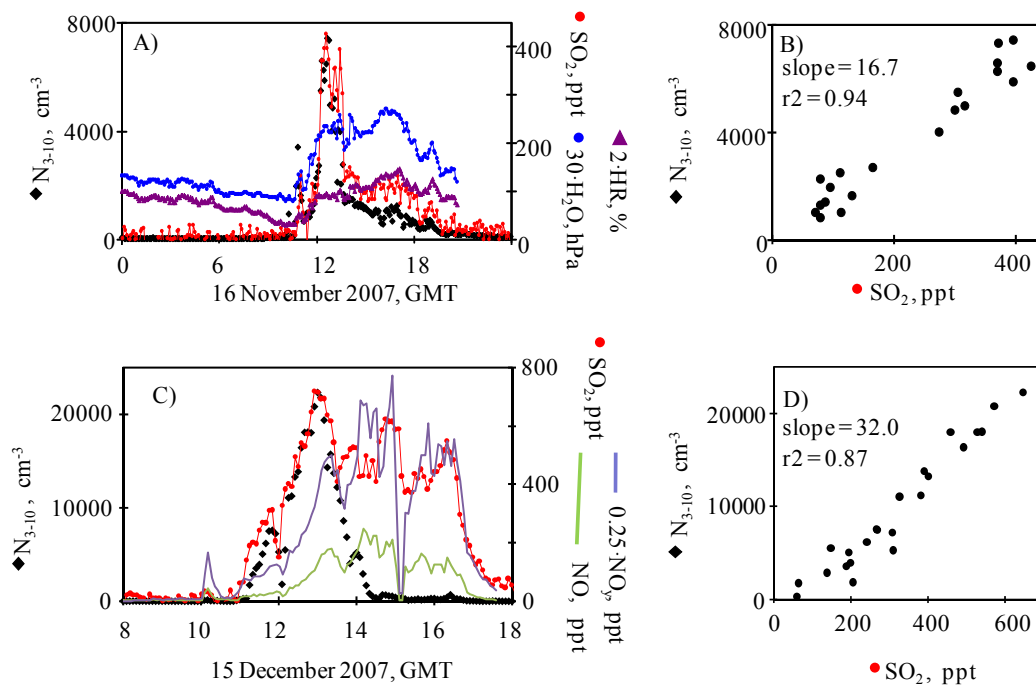 A)
8000
4000
0
◆ N3-10, cm-3
400
200
0
● SO2, ppt
● 30·H2O, hPa
▲ 2·HR, %
0 6 12 18
16 November 2007, GMT
B)
slope = 16.7
r2 = 0.94
8000
4000
0
◆ N3-10, cm-3
0 200 400
● SO2, ppt
C)
20000
10000
0
◆ N3-10, cm-3
800
400
0
● SO2, ppt
NO, ppt
0.25·NOy, ppt
8 10 12 14 16 18
15 December 2007, GMT
D)
slope = 32.0
r2 = 0.87
20000
10000
0
◆ N3-10, cm-3
0 200 400 600
● SO2, ppt